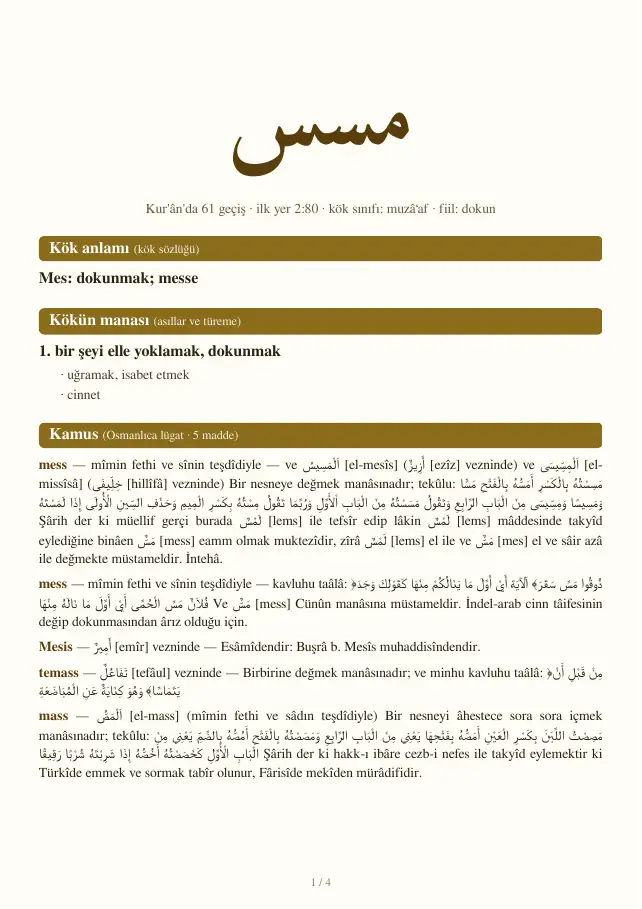 مسس
Kur'ân'da 61 geçiş · ilk yer 2:80 · kök sınıfı: muzâ'af · fiil: dokun
Kök anlamı (kök sözlüğü)
Mes: dokunmak; messe
Kökün manası (asıllar ve türeme)
1. bir şeyi elle yoklamak, dokunmak
· uğramak, isabet etmek
· cinnet
Kamus (Osmanlıca lügat · 5 madde)
mess — mîmin fethi ve sînin teşdîdiyle — ve اَلْمَسِيسُ [el-mesîs] (أَزِيزٌ [ezîz] vezninde) ve اَلْمِسِّيسَى [el-
missîsâ] (خِلِّيفَى [hillîfâ] vezninde) Bir nesneye değmek manâsınadır; tekûlu: مَسِسْتُهُ بِالْكَسْرِ أَمَسُّهُ بِالْفَتْحِ مَسًّا
وَمَسِيسًا وَمِسِّيسَى مِنَ الْبَابِ الرَّابِعِ وَتَقُولُ مَسَسْتُهُ مِنَ الْبَابِ اَلْأَوَّلِ وَرُبَّمَا تَقُولُ مِسْتُهُ بِكَسْرِ الْمِيمِ وَحَذْفِ السِّينِ الْأُولَى إِذَا لَمَسْتَهُ
Şârih der ki müellif gerçi burada لَمْسٌ [lems] ile tefsîr edip lâkin لَمْسٌ [lems] mâddesinde takyîd
eylediğine binâen مَسٌّ [mess] eamm olmak muktezîdir, zîrâ لَمْسٌ [lems] el ile ve مَسٌّ [mes] el ve sâir azâ
ile değmekte müstameldir. İntehâ.
mess — mîmin fethi ve sînin teşdîdiyle — kavluhu taâlâ: ﴿ذُوقُوا مَسَّ سَقَرَ﴾ اَلْآيَةَ أَيْ أَوَّلَ مَا يَنَالُكُمْ مِنْهَا كَقَوْلِكَ وَجَدَ
فُلَانٌ مَسَّ الْحُمَّى أَيْ أَوَّلَ مَا نَالَهُ مِنْهَا Ve مَسٌّ [mess] Cünûn manâsına müstameldir. İndel-arab cinn tâifesinin
değip dokunmasından ârız olduğu için.
Mesis — أَمِيرٌ [emîr] vezninde — Esâmîdendir: Buşrâ b. Mesîs muhaddisîndendir.
temass — تَفَاعُلٌ [tefâul] vezninde — Birbirine değmek manâsınadır; ve minhu kavluhu taâlâ: ﴿مِنْ قَبْلِ أَنْ
يَتَمَاسَّا﴾ وَهُوَ كِنَايَةٌ عَنِ الْمُبَاضَعَةِ
mass — اَلْمَصُّ [el-mass] (mîmin fethi ve sâdın teşdîdiyle) Bir nesneyi âhestece sora sora içmek
manâsınadır; tekûlu: مَصِصْتُ اللَّبَنَ بِكَسْرِ الْعَيْنِ أَمَصُّهُ بِفَتْحِهَا يَعْنِي مِنَ الْبَابِ الرَّابِعِ وَمَصَصْتُهُ بِالْفَتْحِ أَمُصُّهُ بِالضَّمِّ يَعْنِي مِنَ
الْبَابِ الْأَوَّلِ كَخَصَصْتُهُ أَخُصُّهُ إِذَا شَرِبْتَهُ شُرْبًا رَقِيقًا Şârih der ki hakk-ı ibâre cezb-i nefes ile takyîd eylemektir ki
Türkîde emmek ve sormak tabîr olunur, Fârisîde mekîden mürâdifidir.
1 / 4